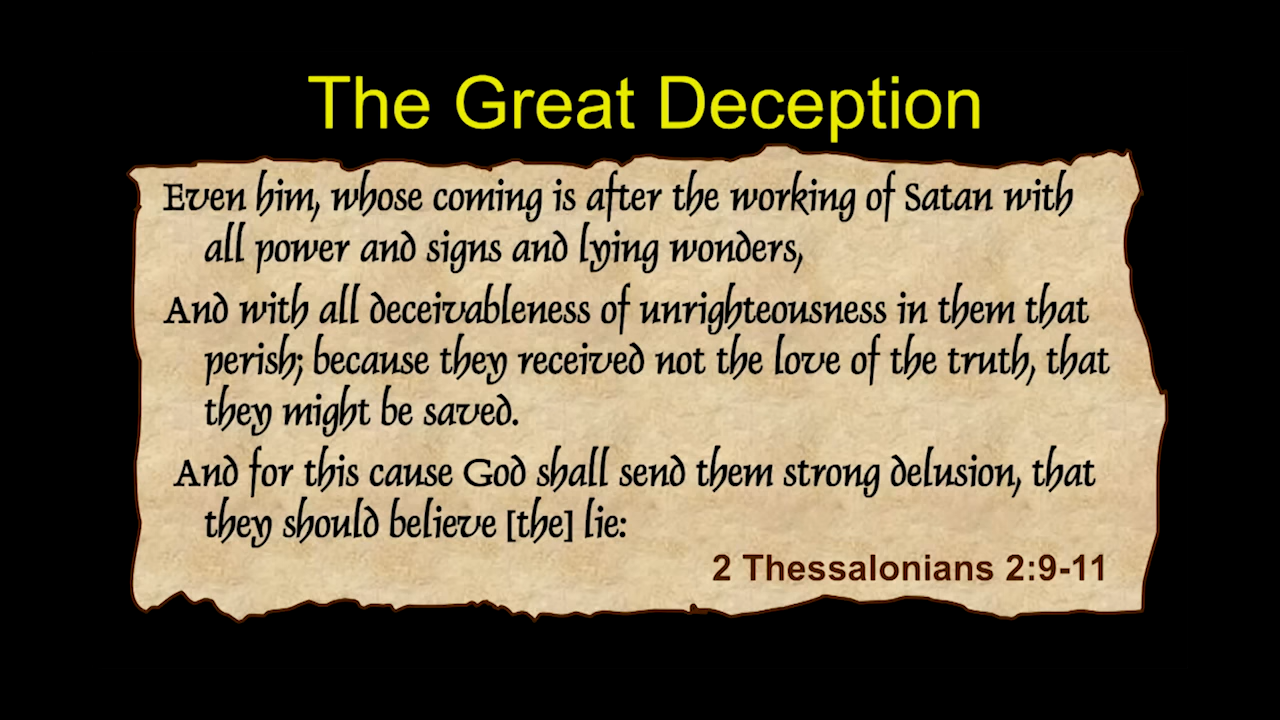 The Great Deception
Even him, whose coming is after the working of Satan with
all power and signs and lying wonders,
And with all deceivableness of unrighteousness in them that
perish; because they received not the love of the truth, that
they might be saved.
And for this cause God shall send them strong delusion, that
they should believe [the] lie:
2 Thessalonians 2:9-11